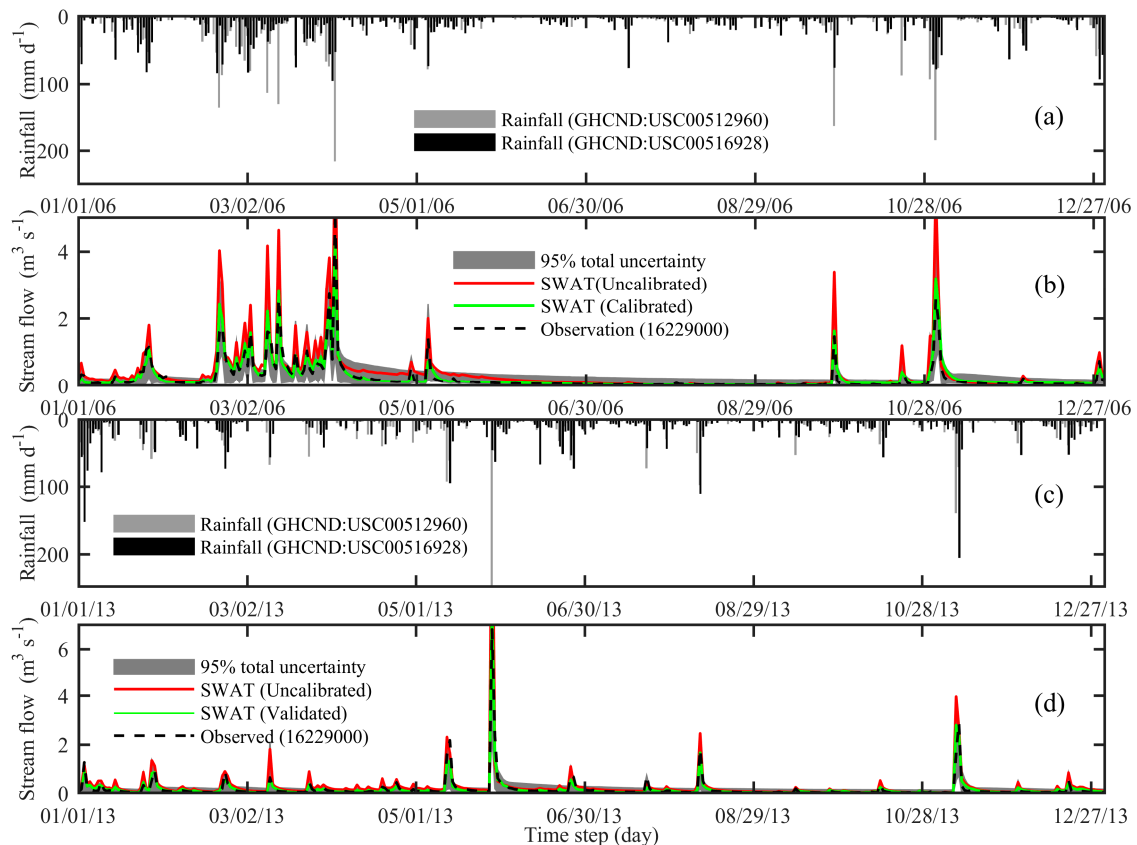 0
100
200
Rainfall (mm d-1)
Rainfall (GHCND:USC00512960)
Rainfall (GHCND:USC00516928)
(a)
01/01/06 03/02/06 05/01/06 06/30/06 08/29/06 10/28/06 12/27/06
4
2
0
Stream flow (m3 s-1)
95% total uncertainty
SWAT(Uncalibrated)
SWAT (Calibrated)
Observation (16229000)
(b)
01/01/06 03/02/06 05/01/06 06/30/06 08/29/06 10/28/06 12/27/06
0
100
200
Rainfall (mm d-1)
Rainfall (GHCND:USC00512960)
Rainfall (GHCND:USC00516928)
(c)
01/01/13 03/02/13 05/01/13 06/30/13 08/29/13 10/28/13 12/27/13
6
4
2
0
Stream flow (m3 s-1)
95% total uncertainty
SWAT (Uncalibrated)
SWAT (Validated)
Observed (16229000)
(d)
01/01/13 03/02/13 05/01/13 06/30/13 08/29/13 10/28/13 12/27/13
Time step (day)